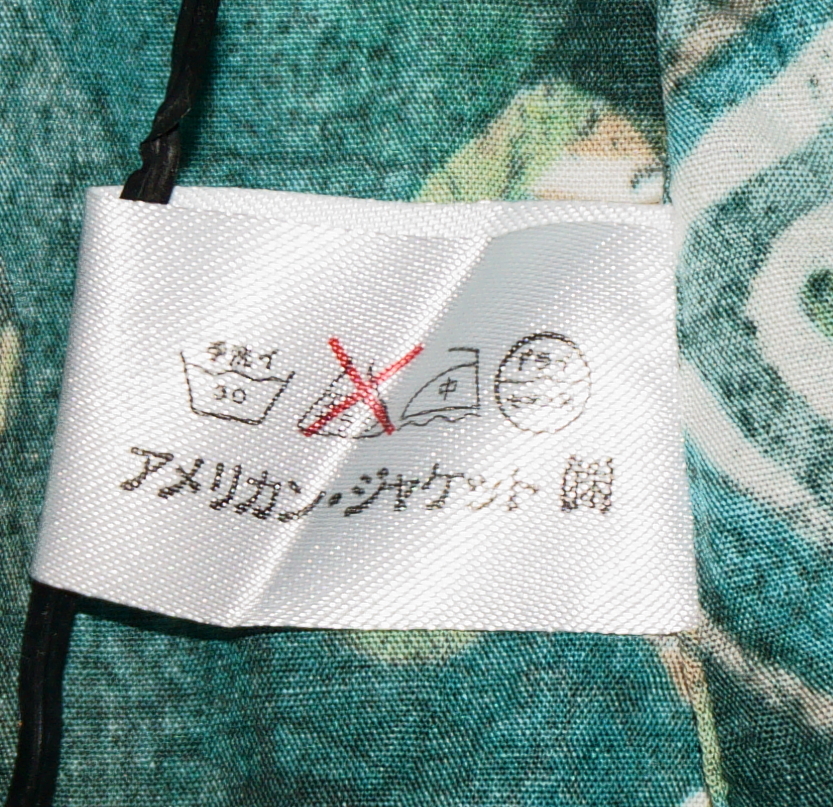 手洗イ
30
中
ドライ
アメリカン・ジャケット ㈱